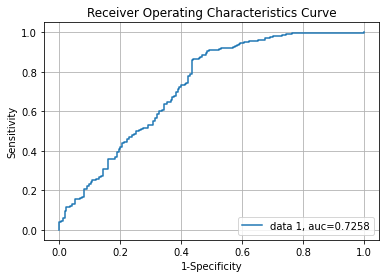 Receiver Operating Characteristics Curve
1.0
0.8
0.6
0.4
0.2
0.0
Sensitivity
data 1, auc=0.7258
0.0 0.2 0.4 0.6 0.8 1.0
1-Specificity